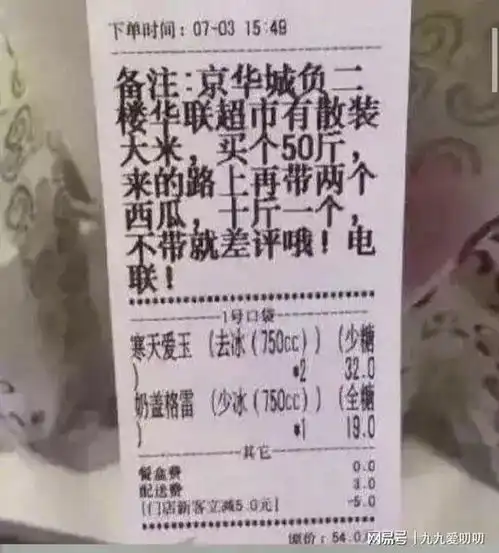 下单时间：07-03 15:49
备注：京华城负二
楼华联超市有散装
大米，买个50斤，
来的路上再带两个
西瓜，十斤一个，
不带就差评哦！电
联！
1号口袋
寒天爱玉 （去冰（750cc）（少糖
） *2 32.0
奶盖格雷 （少冰（750cc）（全糖
） *1 19.0
其它
餐盒费 0.0
配送费 3.0
[门店新客立减5.0元] -5.0
原价：54.0
搜狐号|九九爱叨叨